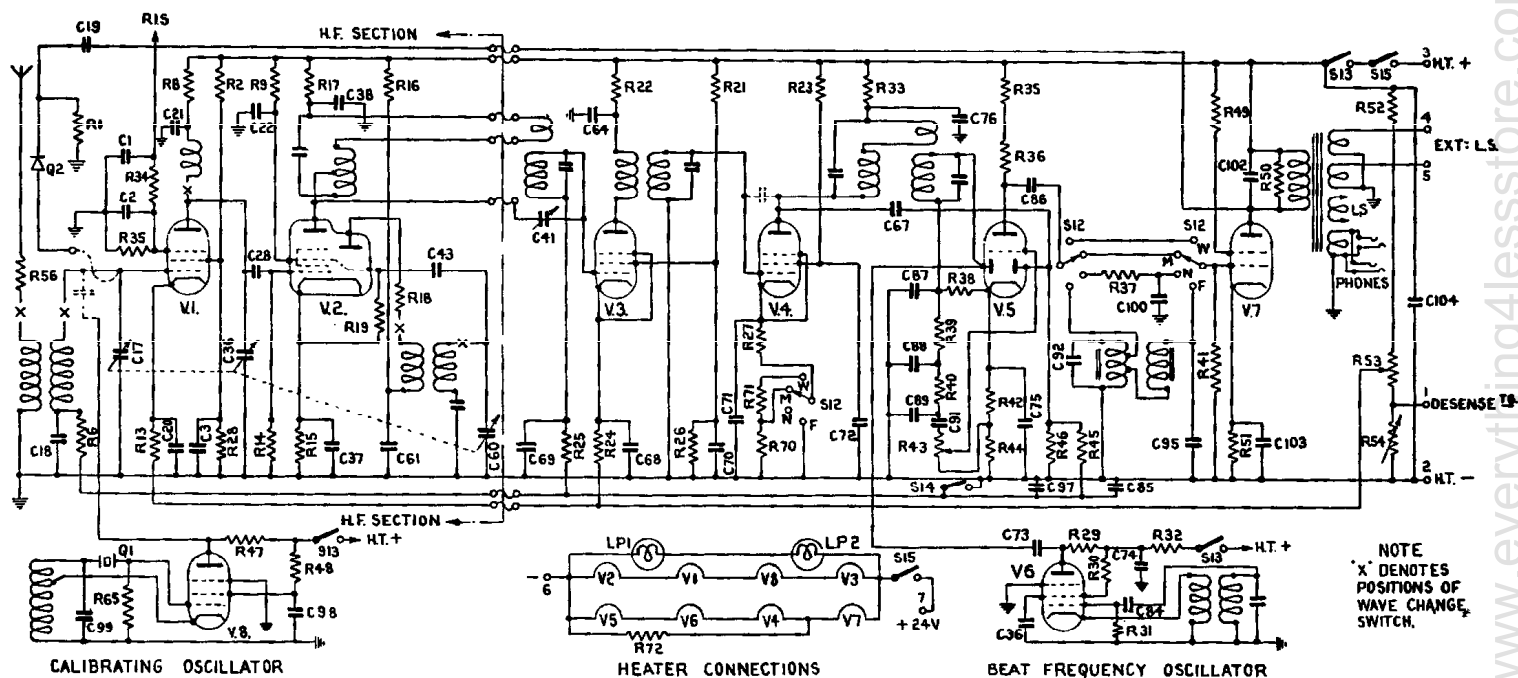 C19
R15
H.F. SECTION
3
S13
S15
H.T. +
R8
R2
R9
R17
C38
R16
R22
R21
R23
R33
R35
R49
R52
C21
C22
C64
C76
4
EXT: L.S.
5
R1
C1
Q2
R34
C2
R35
R36
C86
C102
R50
LS
PHONES
R56
C28
C43
C41
C67
S12
S12
W
M
N
F
R37
C100
C104
V.1.
V.2.
R18
R19
V.3.
V.4.
C87
R38
V.5
V.7
C17
C36
R27
R39
C88
C92
R41
R53
R71
W
M
N
S12
F
R40
C89
C91
R42
C75
1
DESENSE
C18
R6
R13
C20
C3
R28
R14
R15
C37
C61
C60
C69
R25
R24
C68
R26
C70
C71
R70
C72
R43
R44
R46
R45
C95
R51
C103
R54
2
H.T. -
S14
C97
C85
H.F. SECTION
Q1
R47
S13
H.T. +
R48
R65
C99
V.8.
C98
CALIBRATING OSCILLATOR
LP1
LP2
S15
6
V2
V1
V8
V3
7
+ 24V
V5
V6
V4
V7
R72
HEATER CONNECTIONS
C73
R29
C74
R32
S13
H.T. +
V6
R30
C84
C36
R31
BEAT FREQUENCY OSCILLATOR
NOTE
'X' DENOTES
POSITIONS OF
WAVE CHANGE
SWITCH.
www.everything4lessstore.co